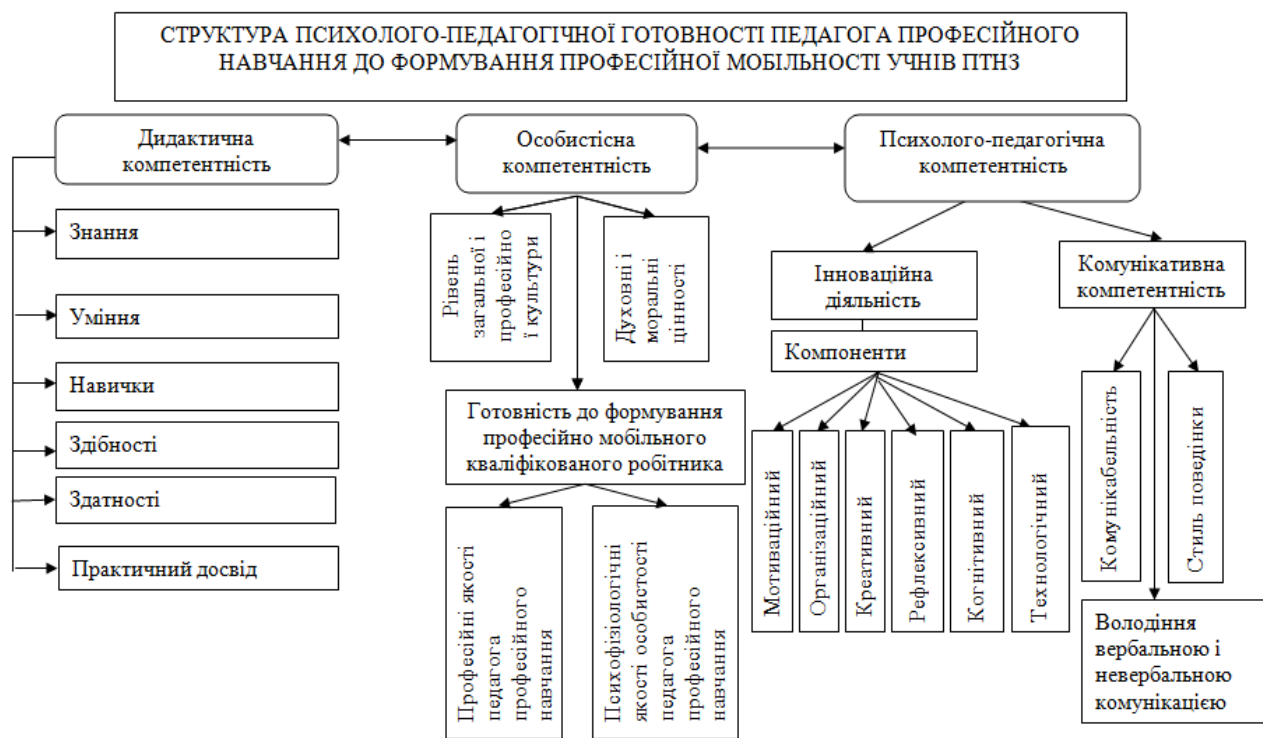 СТРУКТУРА ПСИХОЛОГО-ПЕДАГОГІЧНОЇ ГОТОВНОСТІ ПЕДАГОГА ПРОФЕСІЙНОГО
НАВЧАННЯ ДО ФОРМУВАННЯ ПРОФЕСІЙНОЇ МОБІЛЬНОСТІ УЧНІВ ПТНЗ
Дидактична
компетентність
Особистісна
компетентність
Психолого-педагогічна
компетентність
Знання
Уміння
Навички
Здібності
Здатності
Практичний досвід
Рівень
загальної і
професійно
ї культури
Духовні і
моральні
цінності
Готовність до формування
професійно мобільного
кваліфікованого робітника
Професійні якості
педагога
професійного
навчання
Психофізіологічні
якості особистості
педагога
професійного
навчання
Інноваційна
діяльність
Компоненти
Мотиваційний
Організаційний
Креативний
Рефлексивний
Когнітивний
Технологічний
Комунікативна
компетентність
Комунікабельність
Стиль поведінки
Володіння
вербальною і
невербальною
комунікацією